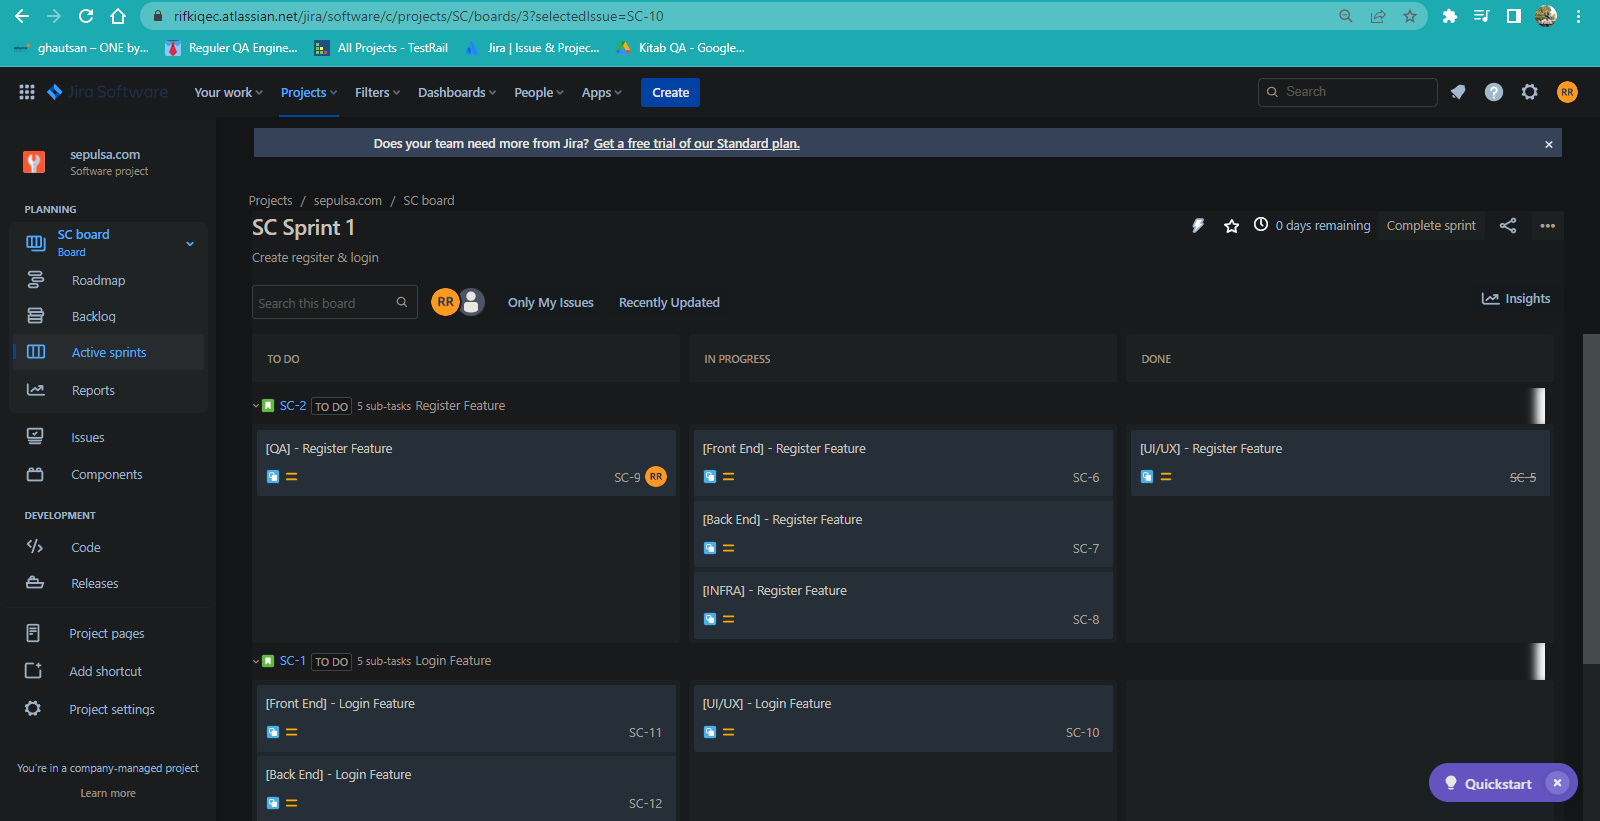 rifkiqec.atlassian.net/jira/software/c/projects/SC/boards/3?selectedIssue=SC-10
ghautsan – ONE by... Reguler QA Engine... All Projects - TestRail Jira | Issue & Projec... Kitab QA - Google...
Jira Software Your work Projects Filters Dashboards People Apps Create Search RR
Does your team need more from Jira? Get a free trial of our Standard plan.
sepulsa.com
Software project
PLANNING
SC board
Board
Roadmap
Backlog
Active sprints
Reports
Issues
Components
DEVELOPMENT
Code
Releases
Project pages
Add shortcut
Project settings
You're in a company-managed project
Learn more
Projects / sepulsa.com / SC board
SC Sprint 1
0 days remaining Complete sprint
Create regsiter & login
Search this board RR Only My Issues Recently Updated Insights
TO DO IN PROGRESS DONE
SC-2 TO DO 5 sub-tasks Register Feature
[QA] - Register Feature
SC-9 RR
[Front End] - Register Feature
SC-6
[Back End] - Register Feature
SC-7
[INFRA] - Register Feature
SC-8
[UI/UX] - Register Feature
SC-5
SC-1 TO DO 5 sub-tasks Login Feature
[Front End] - Login Feature
SC-11
[Back End] - Login Feature
SC-12
[UI/UX] - Login Feature
SC-10
Quickstart